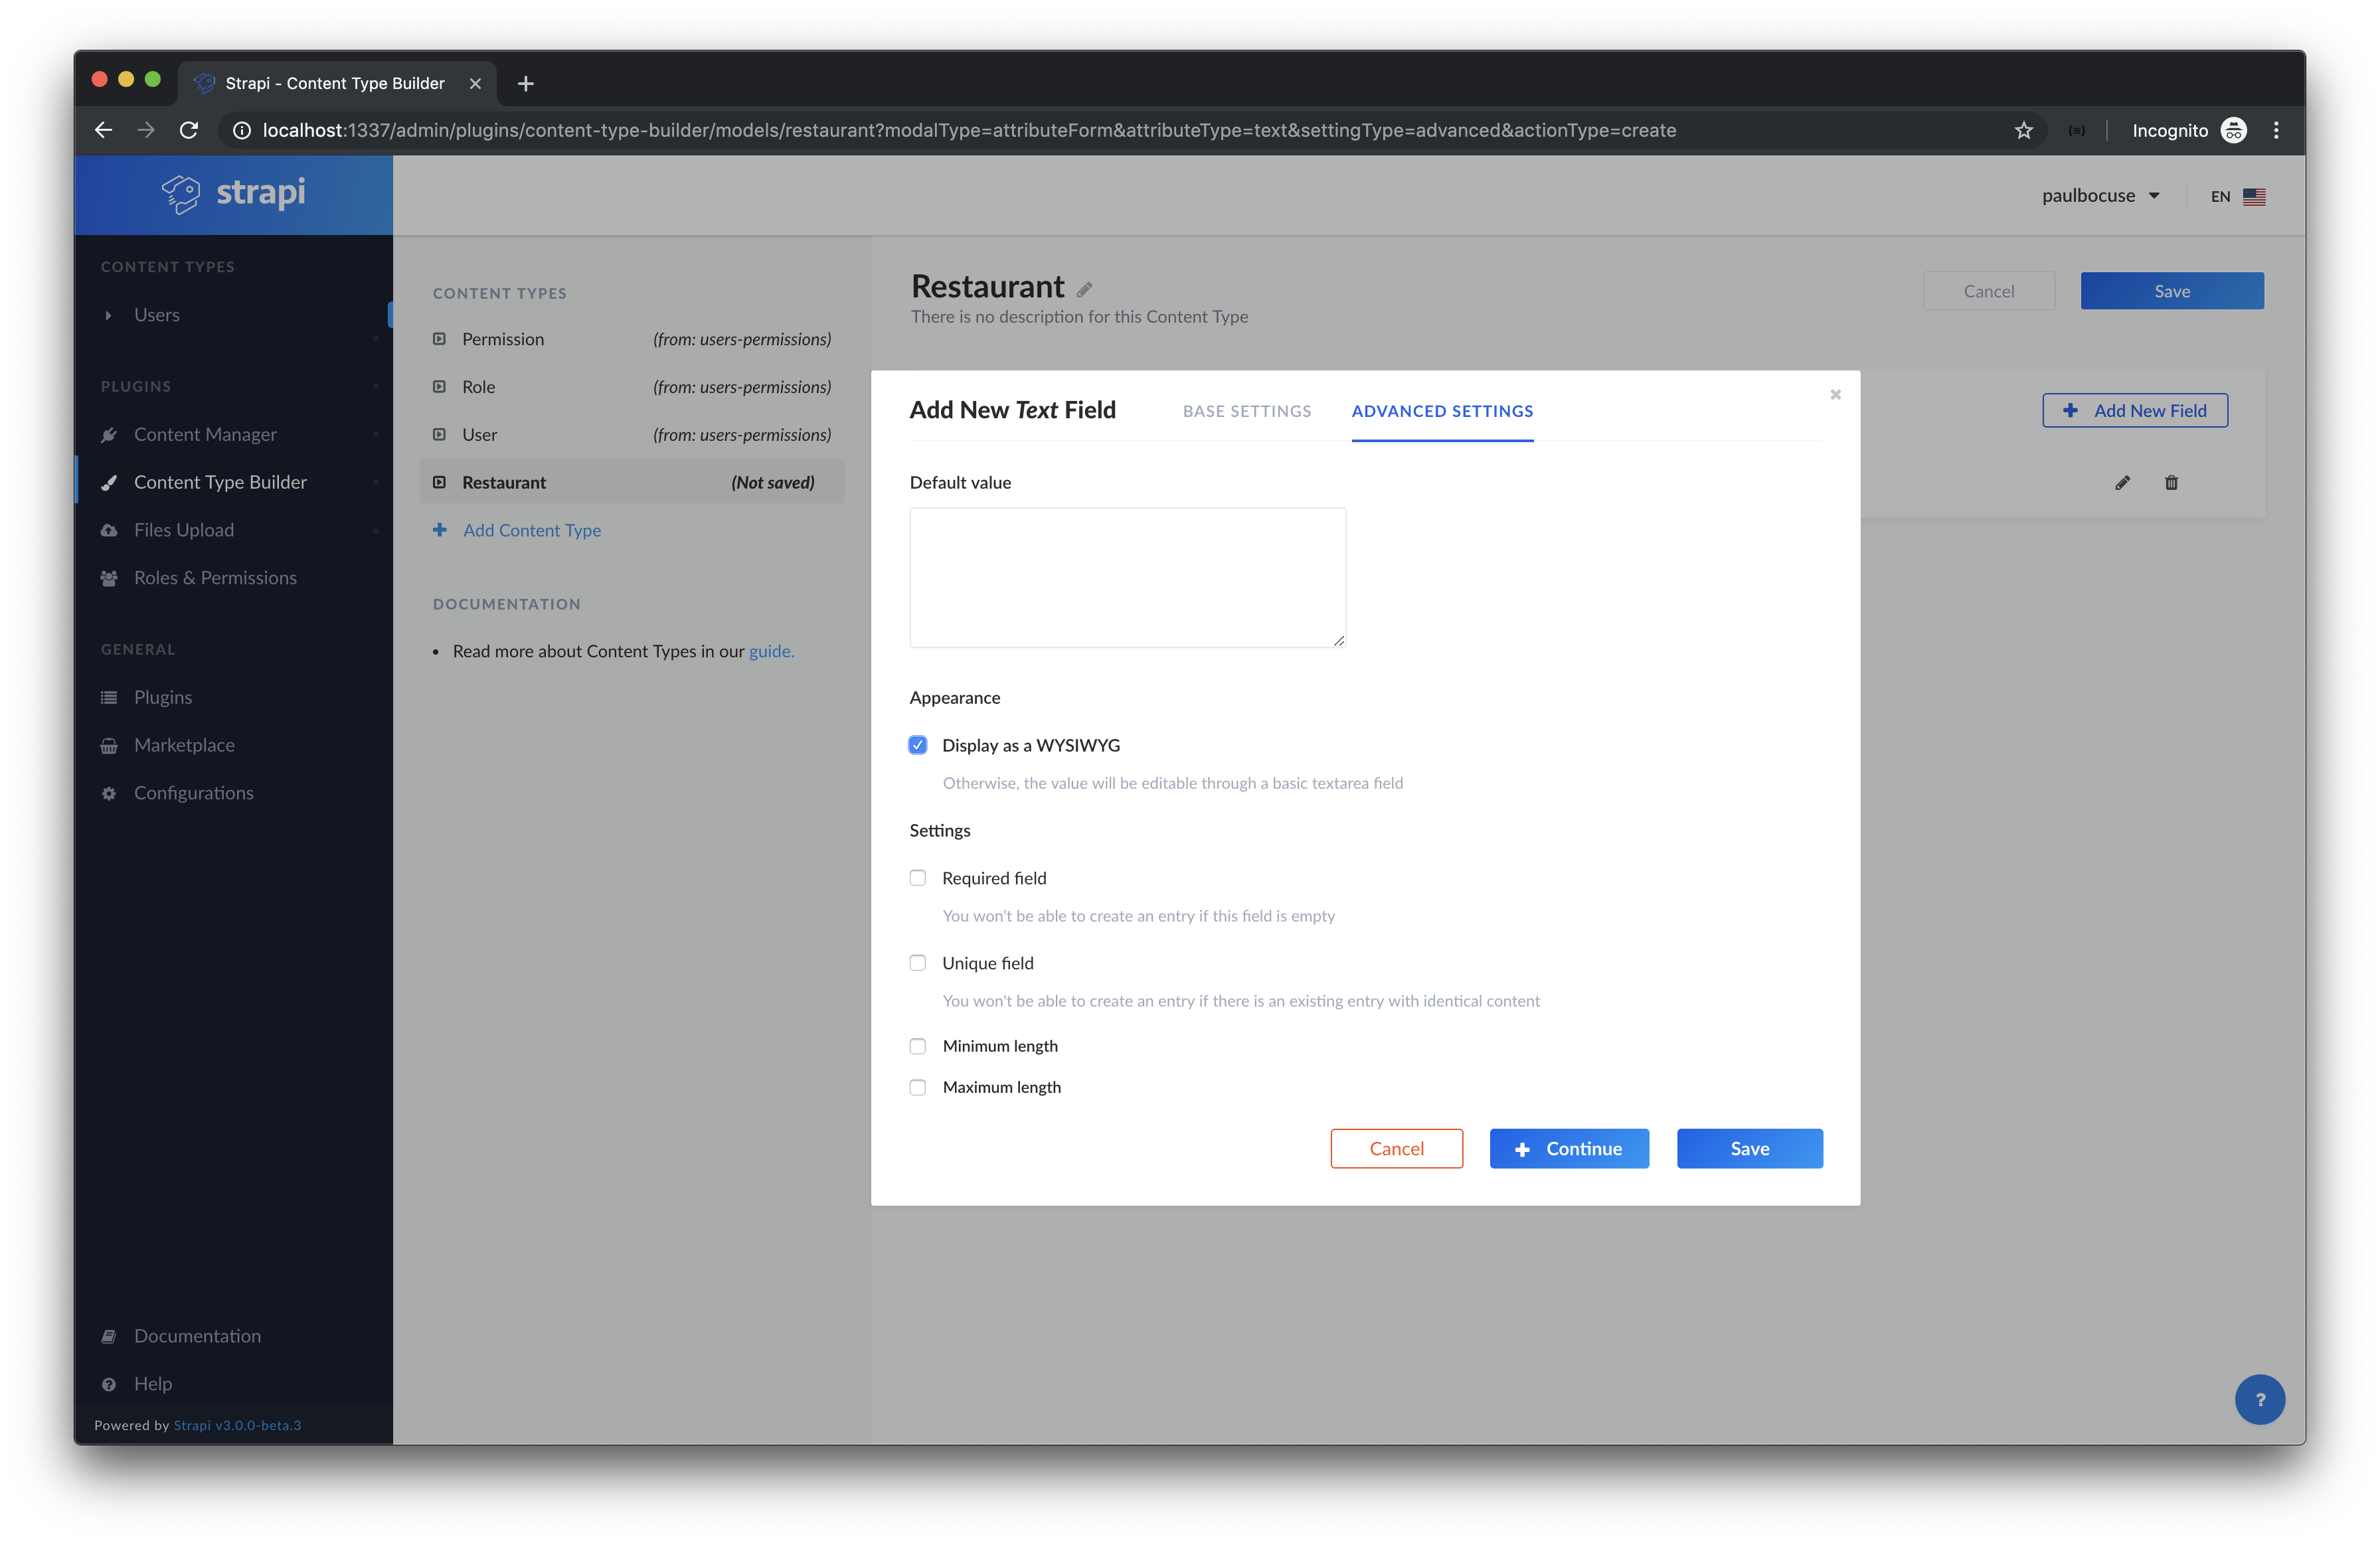 Strapi - Content Type Builder
localhost:1337/admin/plugins/content-type-builder/models/restaurant?modalType=attributeForm&attributeType=text&settingType=advanced&actionType=create
Incognito
strapi
paulbocuse
EN
CONTENT TYPES
Users
PLUGINS
Content Manager
Content Type Builder
Files Upload
Roles & Permissions
GENERAL
Plugins
Marketplace
Configurations
Documentation
Help
Powered by Strapi v3.0.0-beta.3
CONTENT TYPES
Permission (from: users-permissions)
Role (from: users-permissions)
User (from: users-permissions)
Restaurant (Not saved)
+ Add Content Type
DOCUMENTATION
• Read more about Content Types in our guide.
Restaurant
There is no description for this Content Type
Cancel
Save
+ Add New Field
Add New Text Field
BASE SETTINGS
ADVANCED SETTINGS
Default value
Appearance
Display as a WYSIWYG
Otherwise, the value will be editable through a basic textarea field
Settings
Required field
You won't be able to create an entry if this field is empty
Unique field
You won't be able to create an entry if there is an existing entry with identical content
Minimum length
Maximum length
Cancel
+ Continue
Save
?